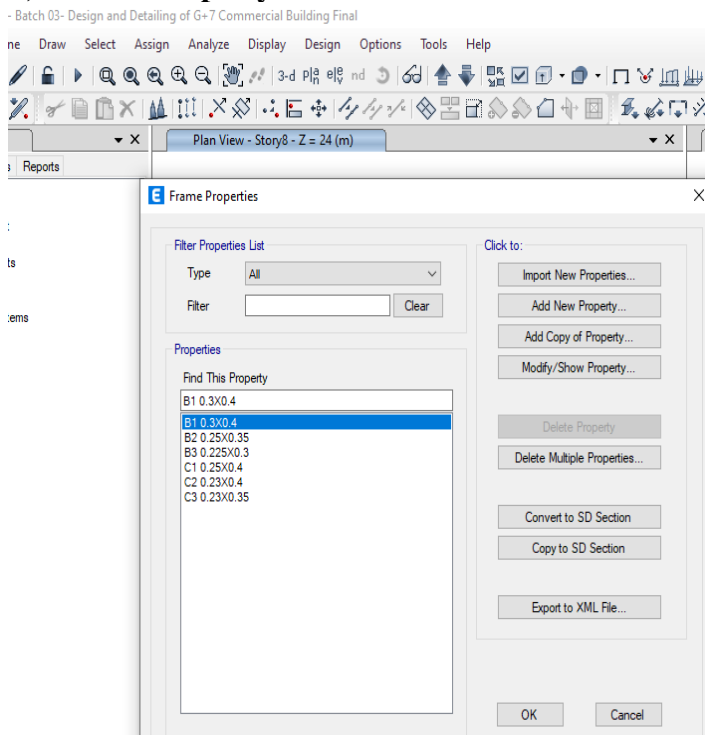 - Batch 03- Design and Detailing of G+7 Commercial Building Final
ne Draw Select Assign Analyze Display Design Options Tools Help
3-d nd
Plan View - Story8 - Z = 24 (m)
Reports
Frame Properties
Filter Properties List
Click to:
ts
Type All
Import New Properties...
Filter Clear
Add New Property...
ems
Add Copy of Property...
Properties
Modify/Show Property...
Find This Property
B1 0.3X0.4
B1 0.3X0.4
Delete Property
B2 0.25X0.35
B3 0.225X0.3
Delete Multiple Properties...
C1 0.25X0.4
C2 0.23X0.4
C3 0.23X0.35
Convert to SD Section
Copy to SD Section
Export to XML File...
OK Cancel